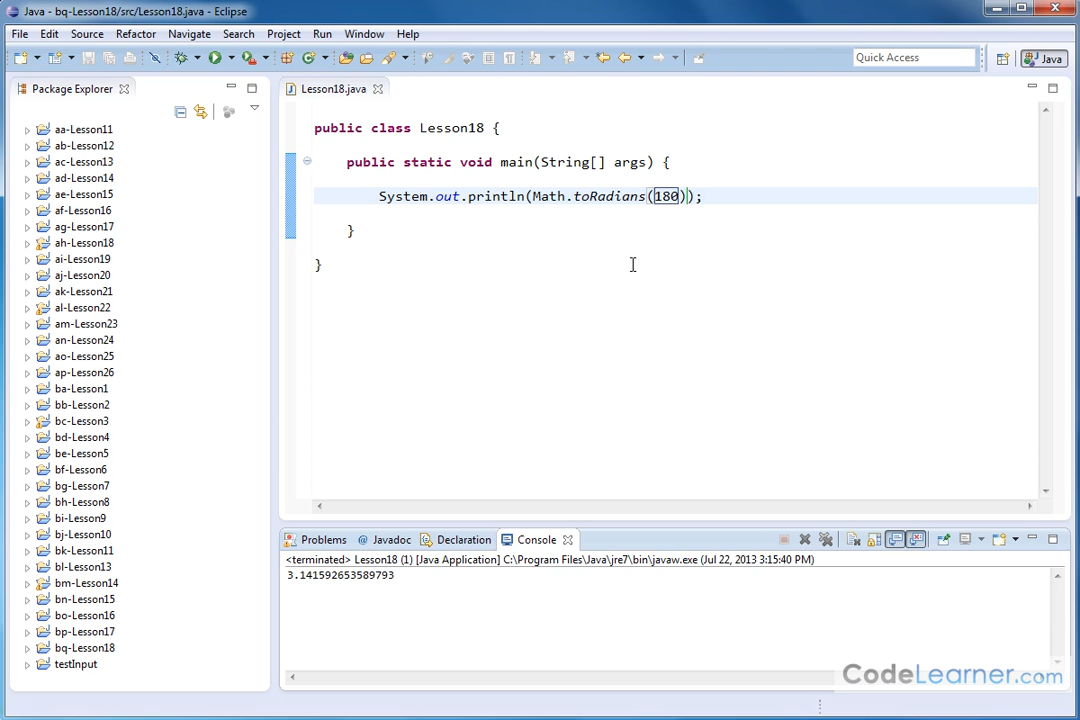 Java - bq-Lesson18/src/Lesson18.java - Eclipse
File Edit Source Refactor Navigate Search Project Run Window Help
Quick Access
Java
Package Explorer
Lesson18.java
aa-Lesson11
ab-Lesson12
ac-Lesson13
ad-Lesson14
ae-Lesson15
af-Lesson16
ag-Lesson17
ah-Lesson18
ai-Lesson19
aj-Lesson20
ak-Lesson21
al-Lesson22
am-Lesson23
an-Lesson24
ao-Lesson25
ap-Lesson26
ba-Lesson1
bb-Lesson2
bc-Lesson3
bd-Lesson4
be-Lesson5
bf-Lesson6
bg-Lesson7
bh-Lesson8
bi-Lesson9
bj-Lesson10
bk-Lesson11
bl-Lesson13
bm-Lesson14
bn-Lesson15
bo-Lesson16
bp-Lesson17
bq-Lesson18
testInput
public class Lesson18 {
public static void main(String[] args) {
System.out.println(Math.toRadians(180));
}
}
Problems @ Javadoc Declaration Console
<terminated> Lesson18 (1) [Java Application] C:\Program Files\Java\jre7\bin\javaw.exe (Jul 22, 2013 3:15:40 PM)
3.141592653589793
CodeLearner.com